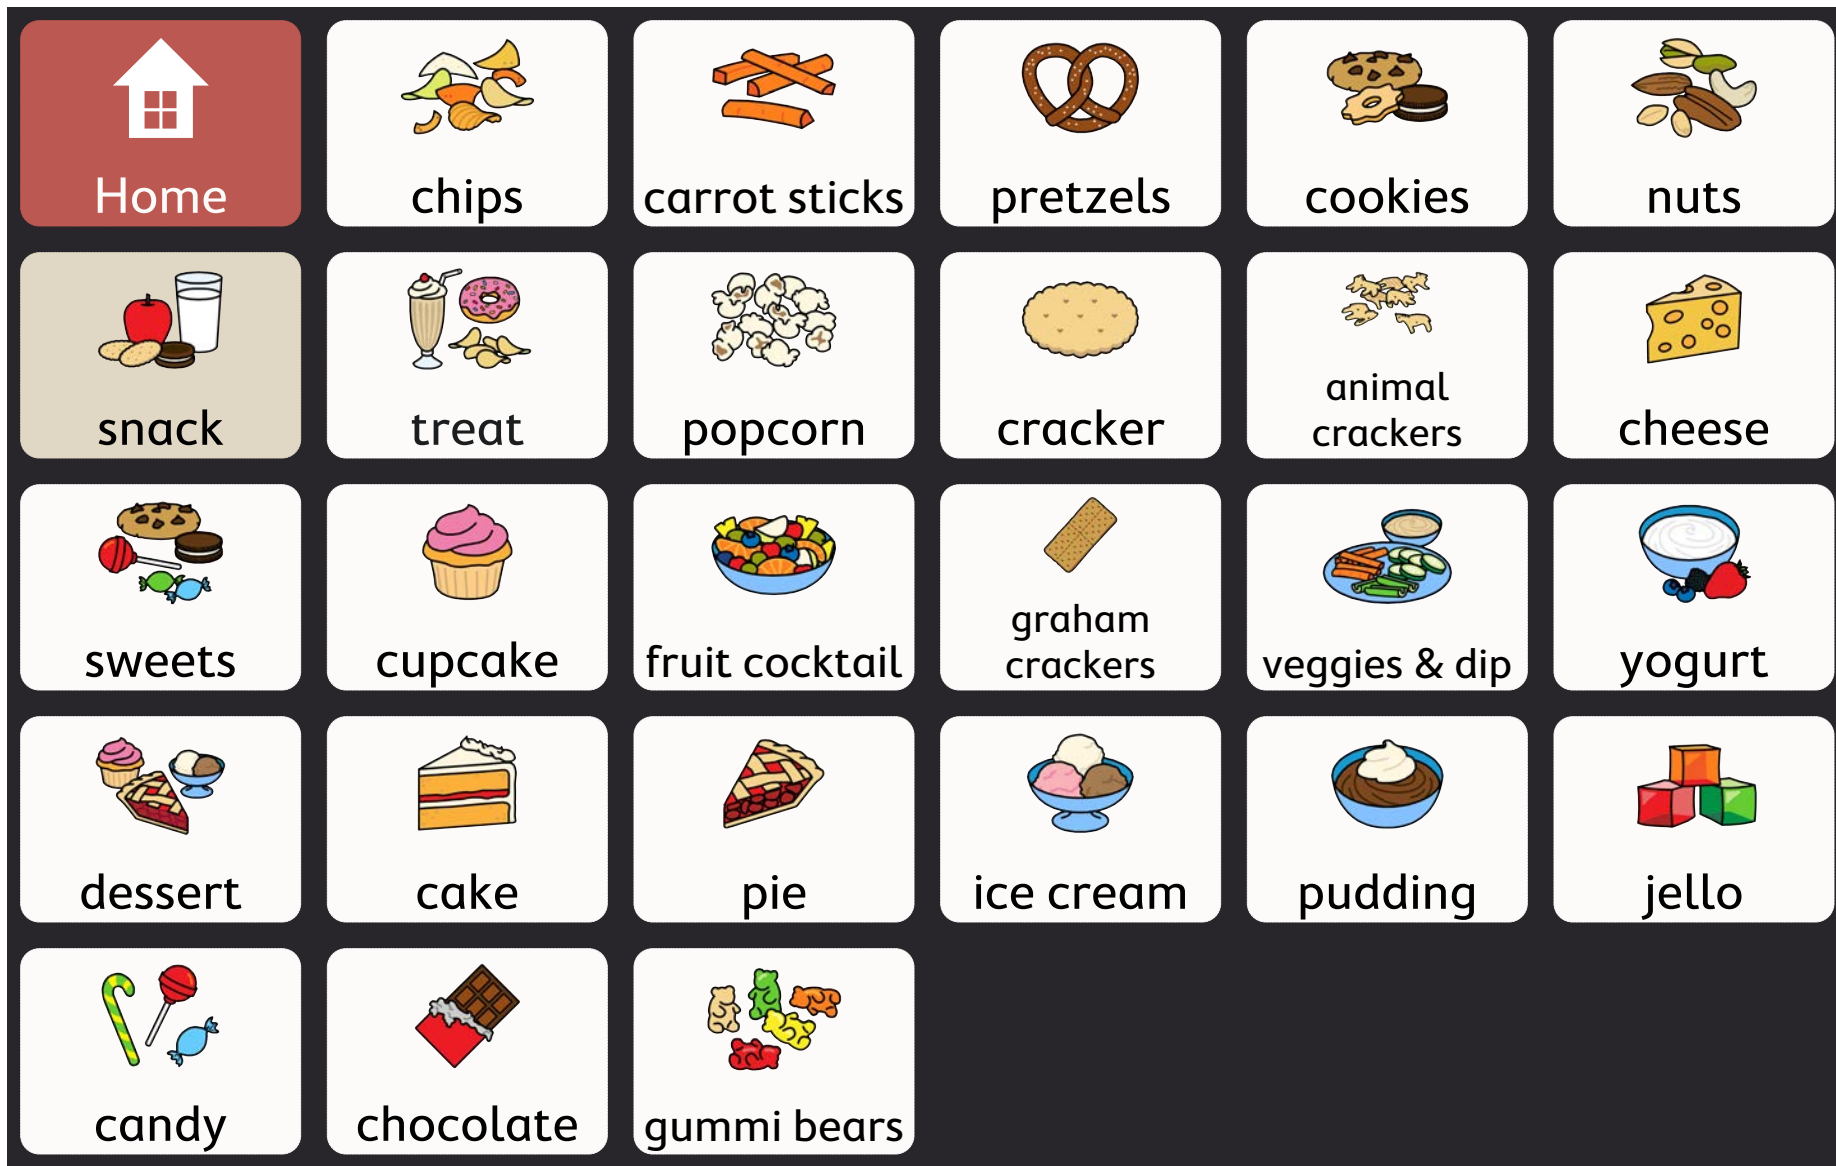 Home
chips
carrot sticks
pretzels
cookies
nuts
snack
treat
popcorn
cracker
animal
crackers
cheese
sweets
cupcake
fruit cocktail
graham
crackers
veggies & dip
yogurt
dessert
cake
pie
ice cream
pudding
jello
candy
chocolate
gummi bears